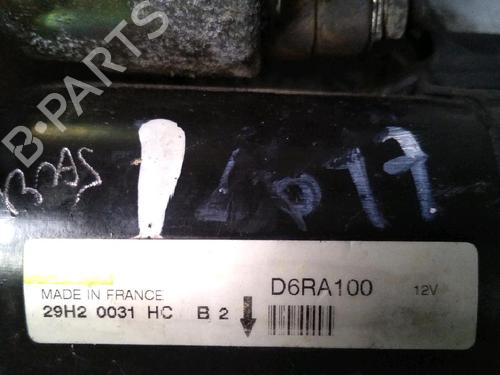 B-PARTS
MADE IN FRANCE
29H2 0031 HC B 2
D6RA100 12V